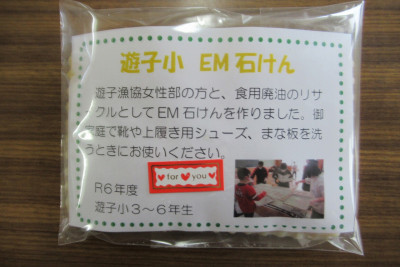 遊子小 EM石けん
遊子漁協女性部の方と、食用廃油のリサ
イクルとしてEM石けんを作りました。御
家庭で靴や上履き用シューズ、まな板を洗
うときにお使いください。
for you
R6年度
遊子小3～6年生